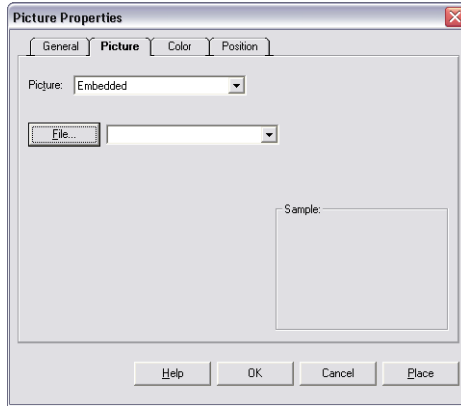 Picture Properties
General Picture Color Position
Picture: Embedded
File...
Sample:
Help OK Cancel Place